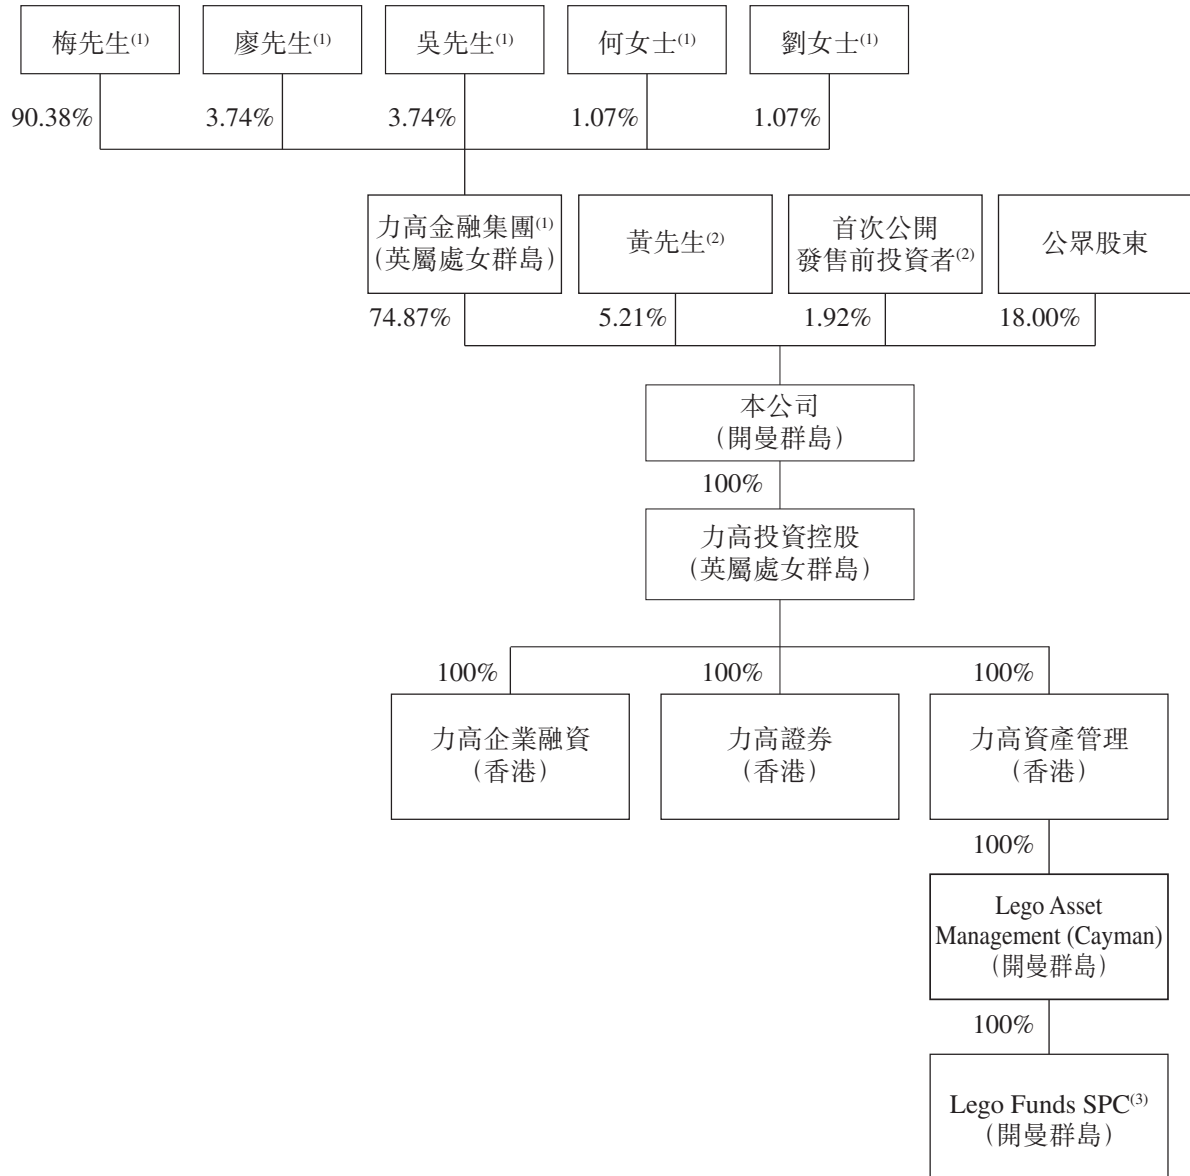 梅先生(1)
廖先生(1)
吳先生(1)
何女士(1)
劉女士(1)
90.38%
3.74%
3.74%
1.07%
1.07%
力高金融集團(1)
(英屬處女群島)
黃先生(2)
首次公開
發售前投資者(2)
公眾股東
74.87%
5.21%
1.92%
18.00%
本公司
(開曼群島)
100%
力高投資控股
(英屬處女群島)
100%
100%
100%
力高企業融資
(香港)
力高證券
(香港)
力高資產管理
(香港)
100%
Lego Asset
Management (Cayman)
(開曼群島)
100%
Lego Funds SPC(3)
(開曼群島)